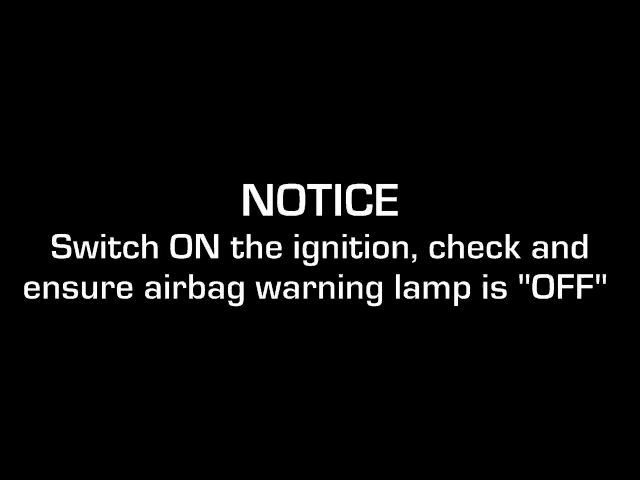 NOTICE
Switch ON the ignition, check and
ensure airbag warning lamp is "OFF"